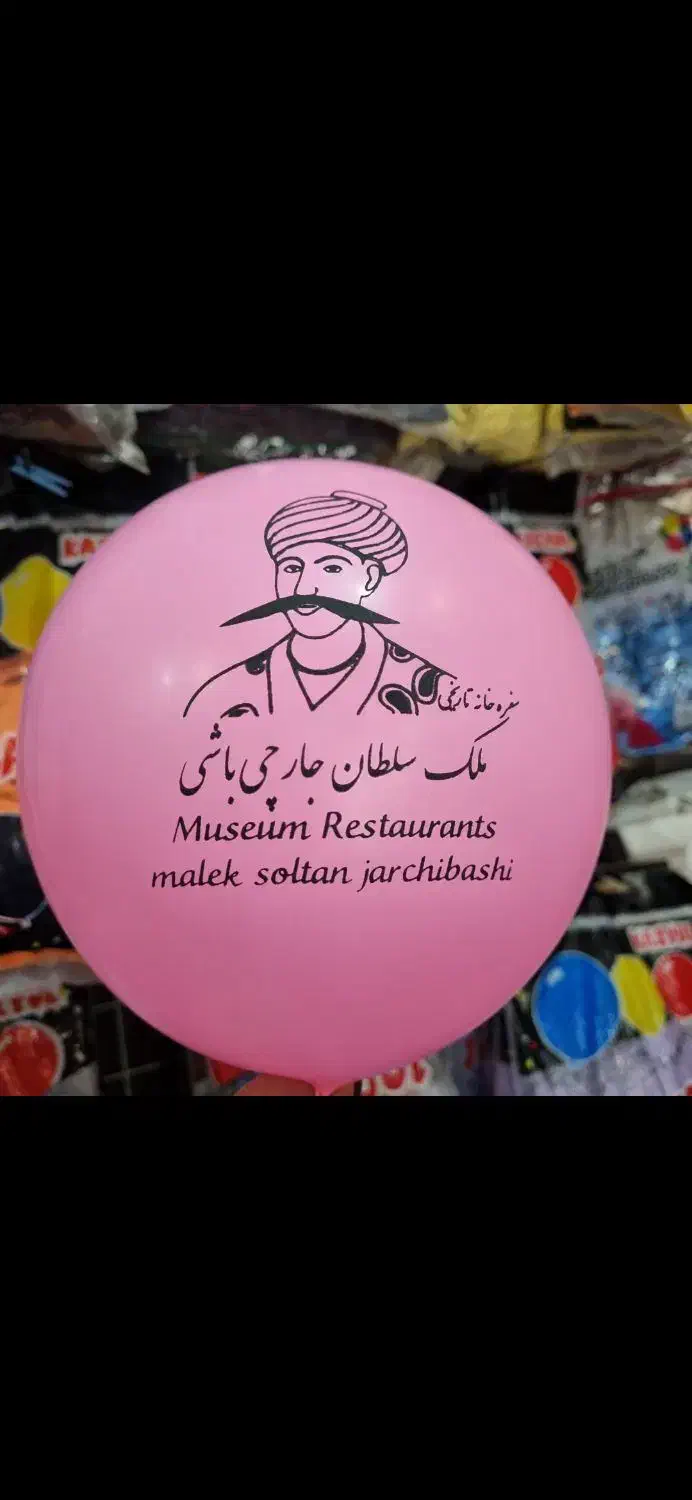 سفره خانه تاریخی
ملک سلطان جارچی باشی
Museum Restaurants
malek soltan jarchibashi